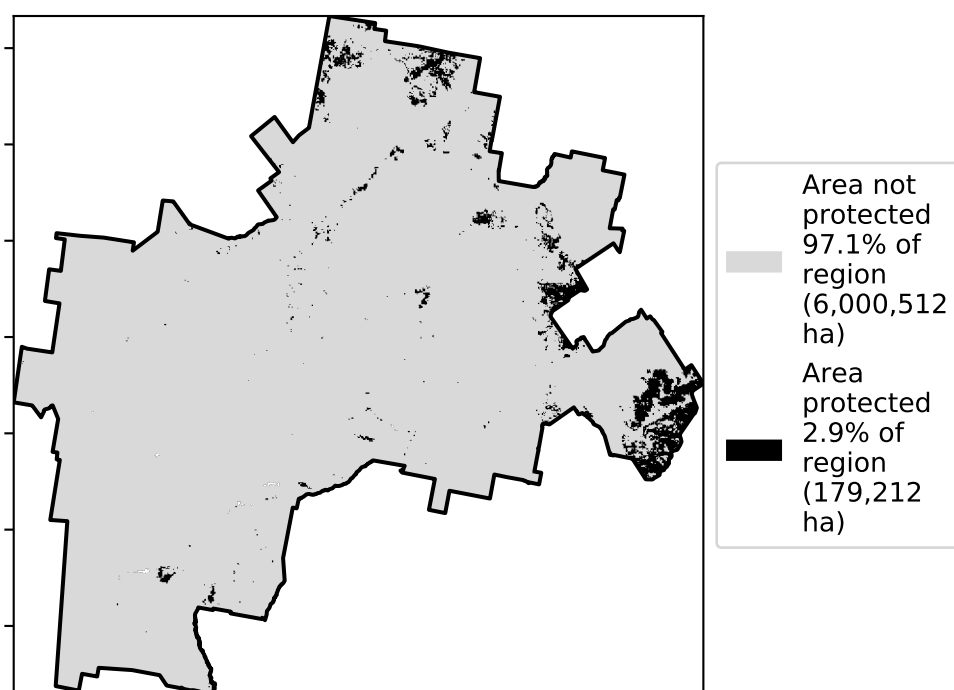 Area not
protected
97.1% of
region
(6,000,512
ha)
Area
protected
2.9% of
region
(179,212
ha)